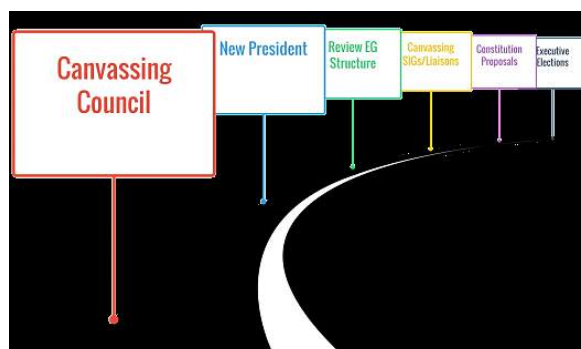 Canvassing
Council
New President
Review EG
Structure
Canvassing
SIGs/Liaisons
Constitution
Proposals
Executive
Elections